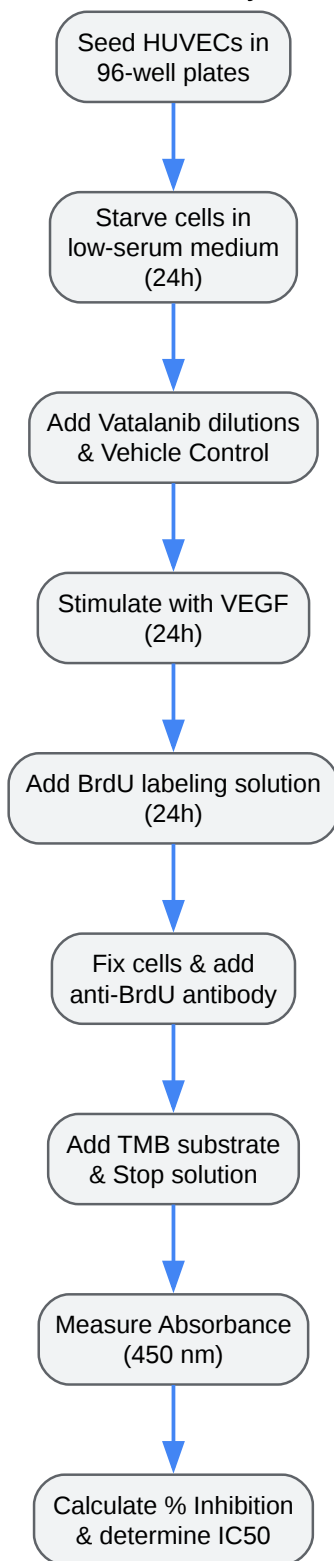 Seed HUVECs in
96-well plates
Starve cells in
low-serum medium
(24h)
Add Vatalanib dilutions
& Vehicle Control
Stimulate with VEGF
(24h)
Add BrdU labeling solution
(24h)
Fix cells & add
anti-BrdU antibody
Add TMB substrate
& Stop solution
Measure Absorbance
(450 nm)
Calculate % Inhibition
& determine IC50